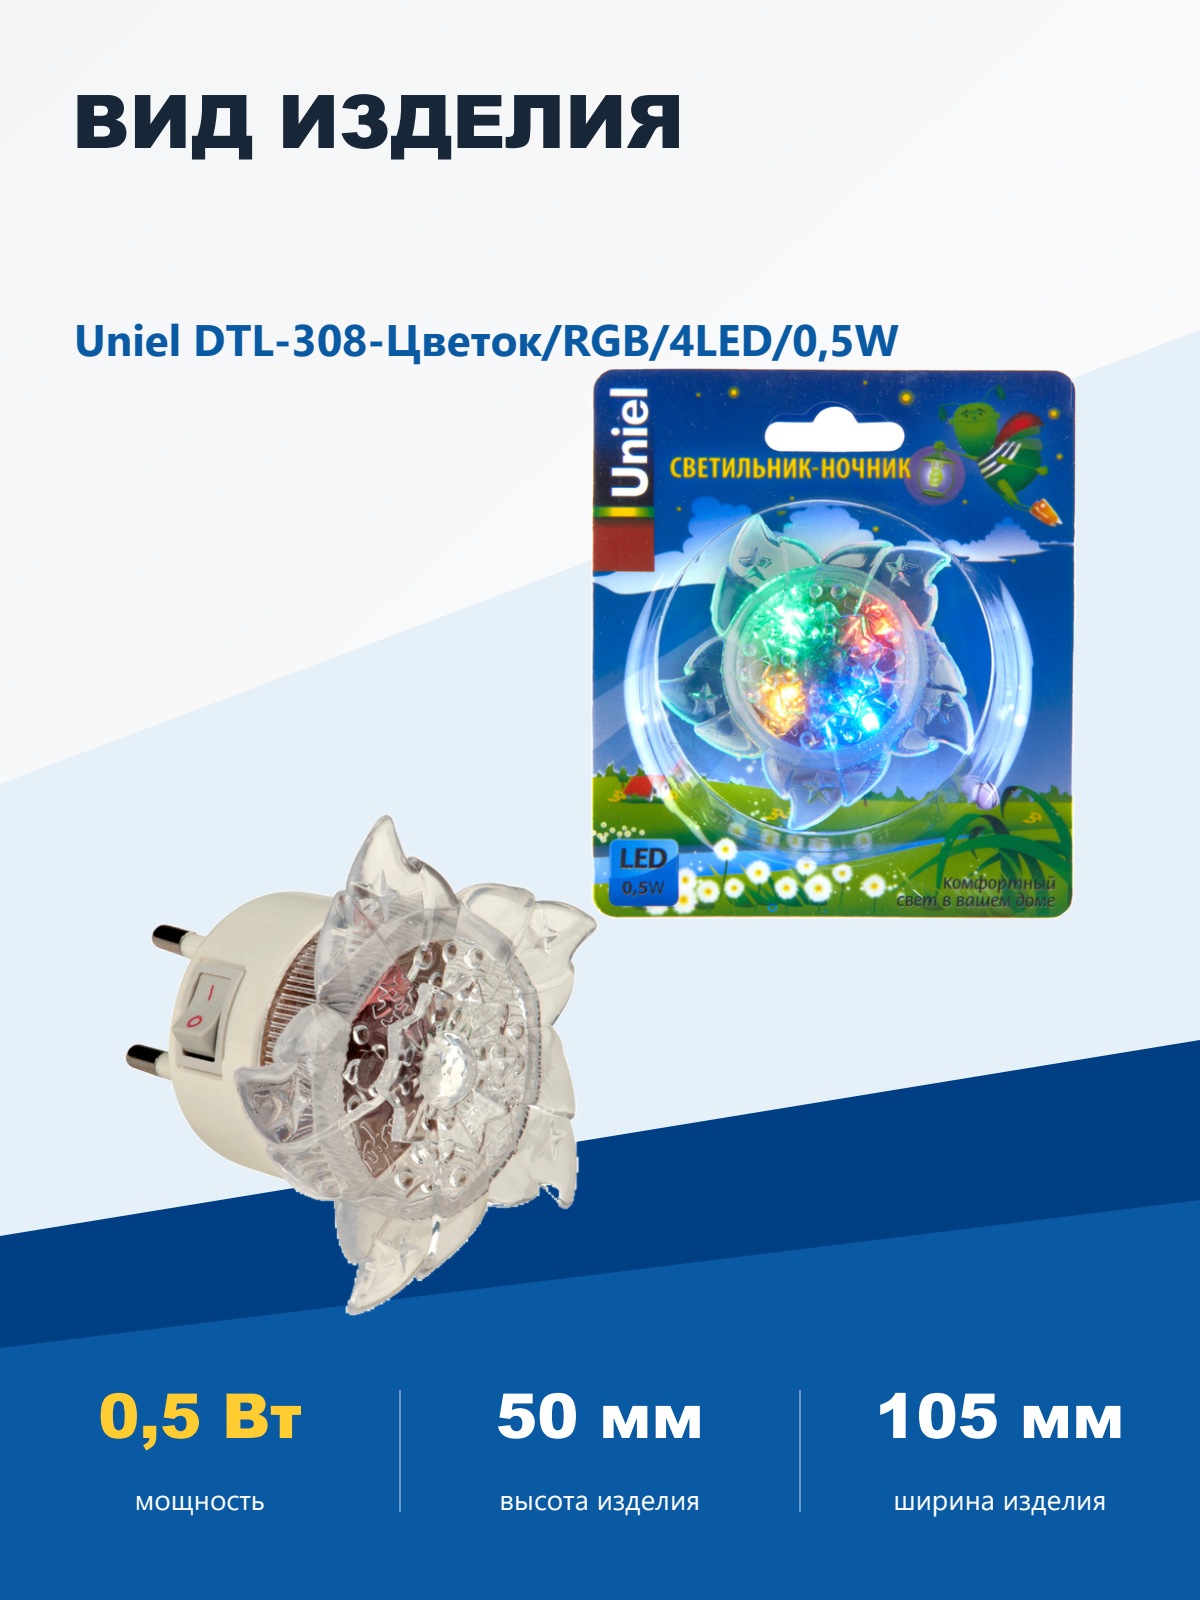 ВИД ИЗДЕЛИЯ
Uniel DTL-308-Цветок/RGB/4LED/0,5W
Uniel
СВЕТИЛЬНИК-НОЧНИК
LED
0,5W
Комфортный
свет в вашем доме
I
O
0,5 Вт
мощность
50 мм
высота изделия
105 мм
ширина изделия